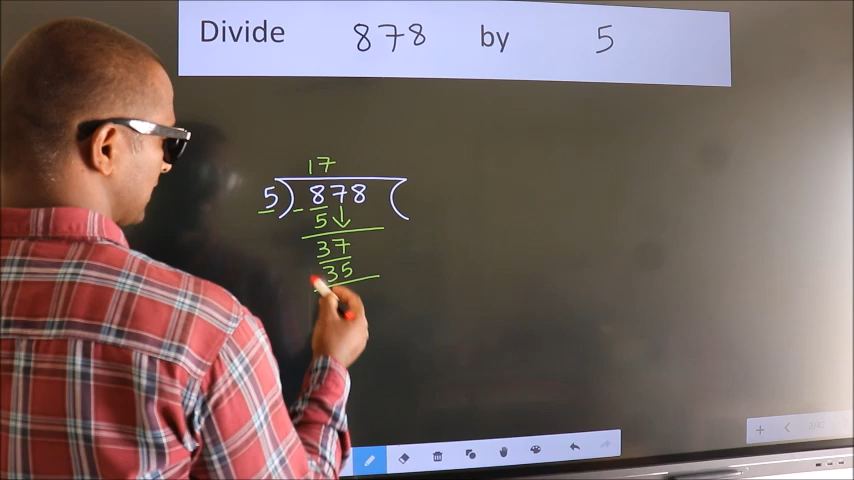 Divide 878 by 5
17
5) 878 (
- 5 ↓
37
35